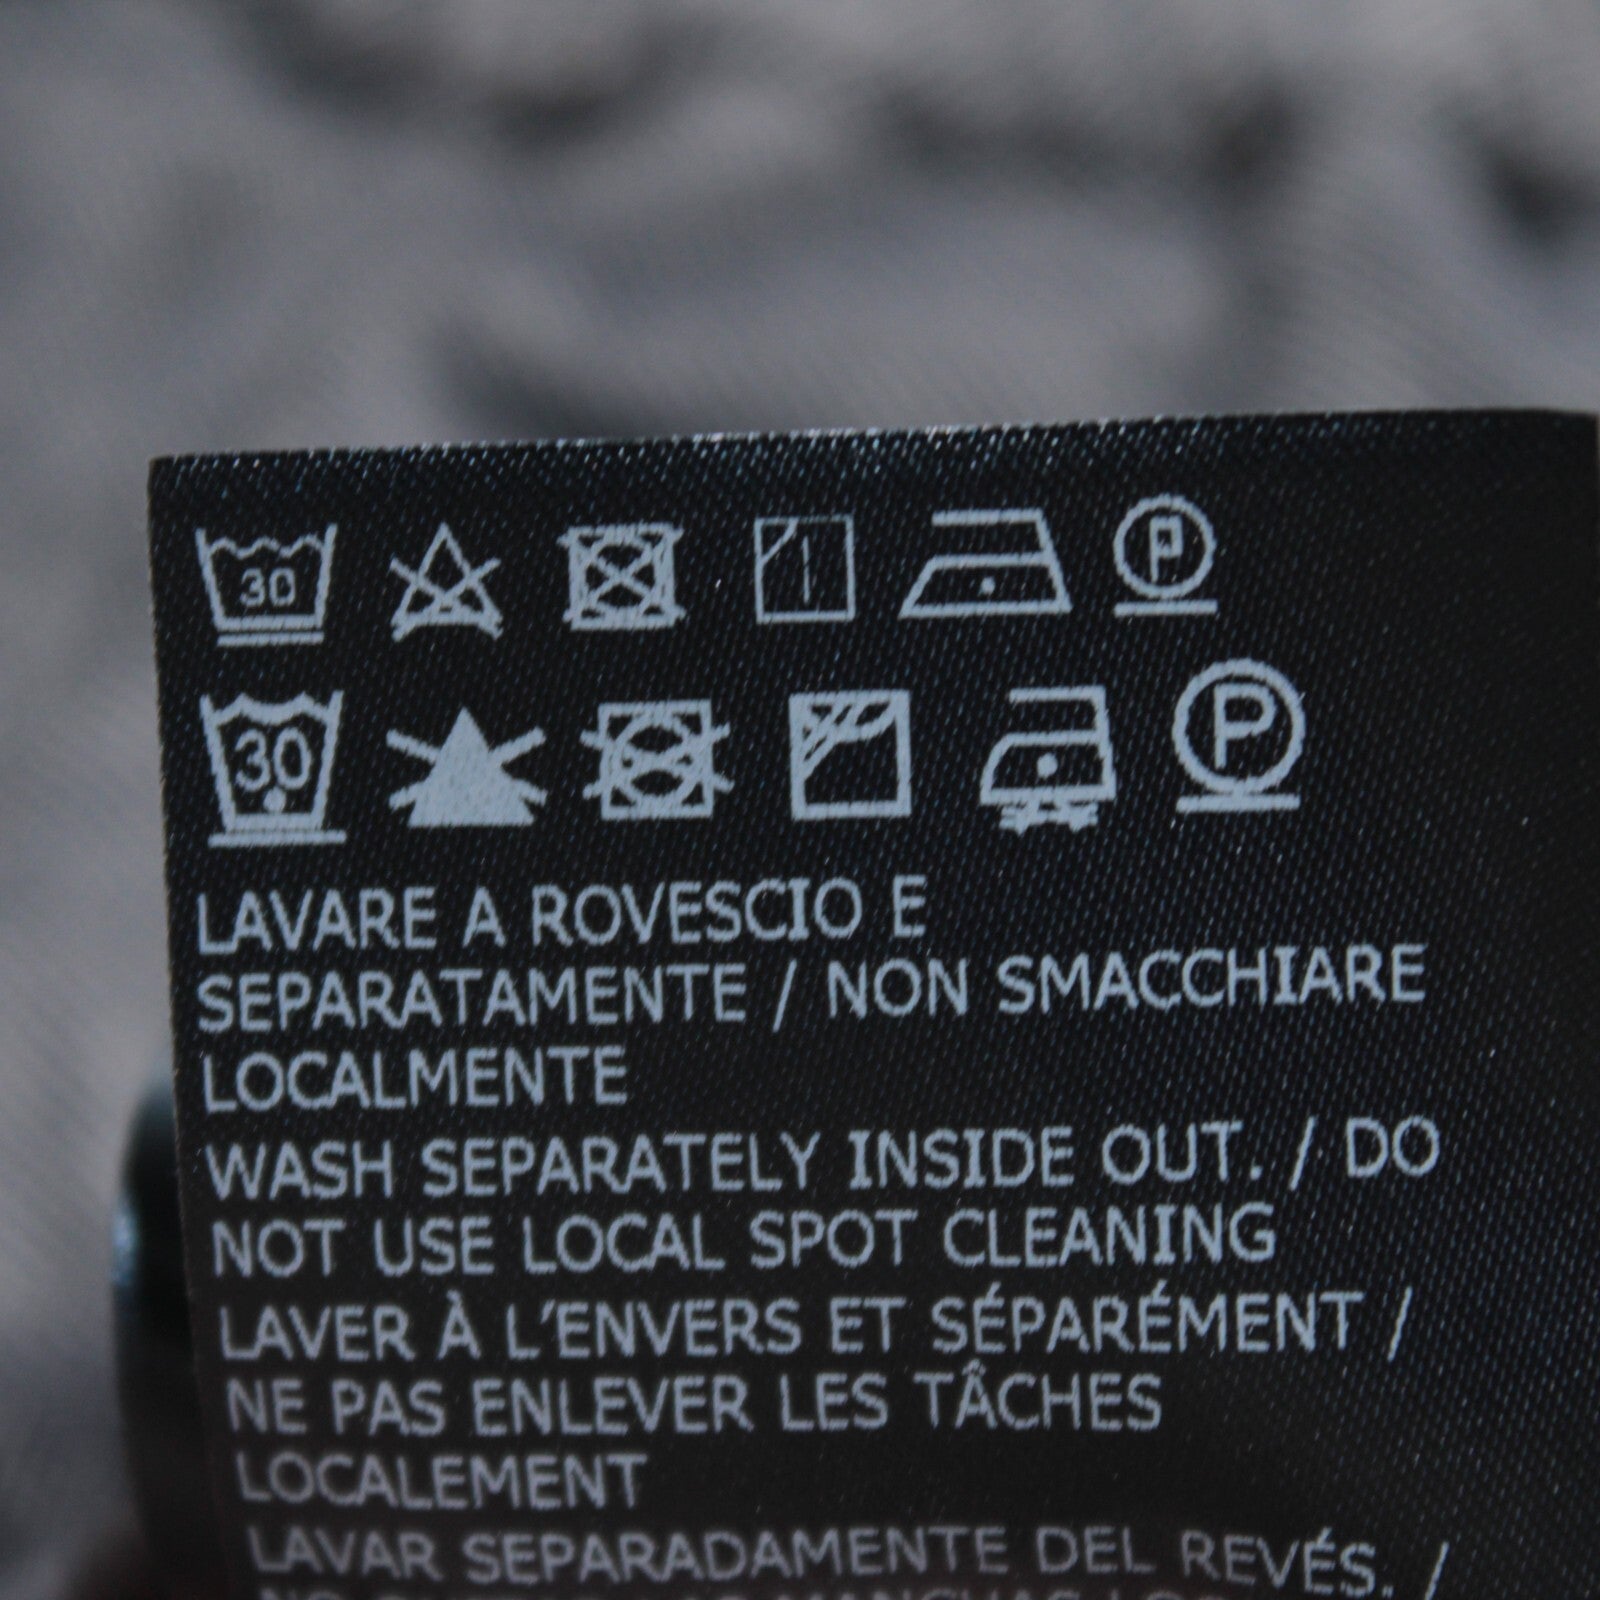 30 P
30 P
LAVARE A ROVESCIO E
SEPARATAMENTE / NON SMACCHIARE
LOCALMENTE
WASH SEPARATELY INSIDE OUT. / DO
NOT USE LOCAL SPOT CLEANING
LAVER À L'ENVERS ET SÉPARÉMENT /
NE PAS ENLEVER LES TÂCHES
LOCALEMENT
LAVAR SEPARADAMENTE DEL REVÉS. /